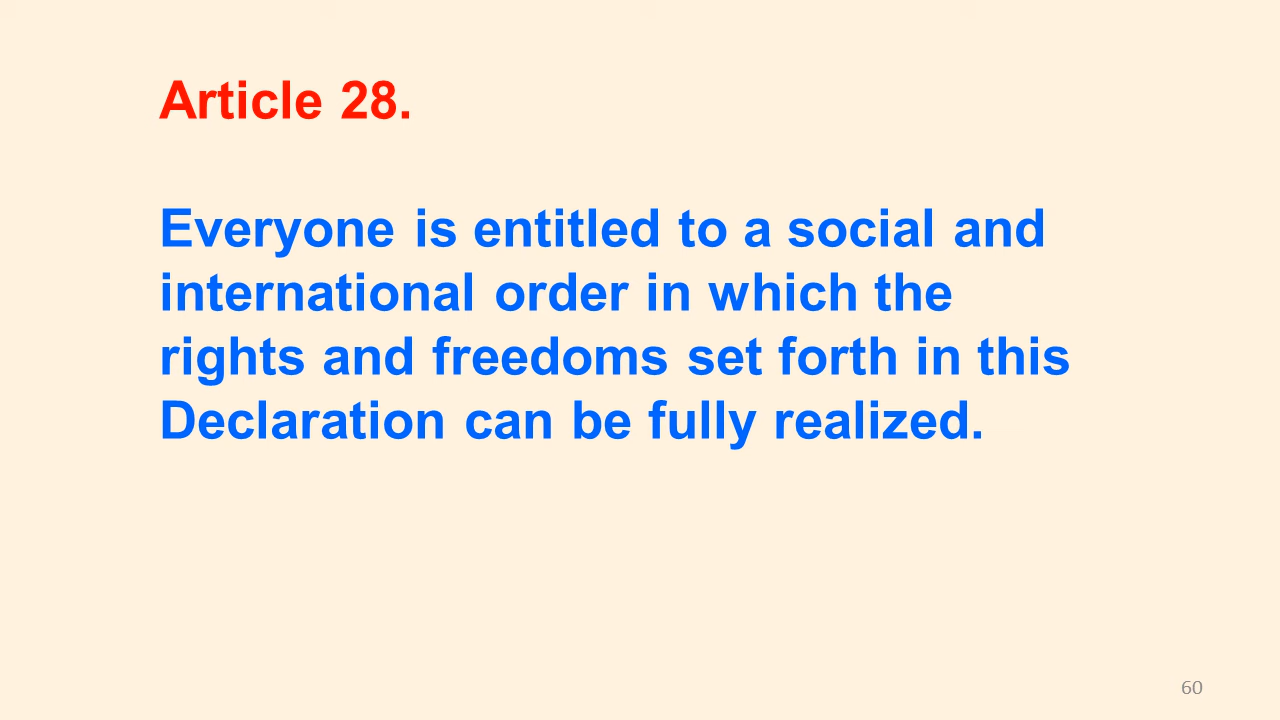 Article 28.
Everyone is entitled to a social and
international order in which the
rights and freedoms set forth in this
Declaration can be fully realized.
60